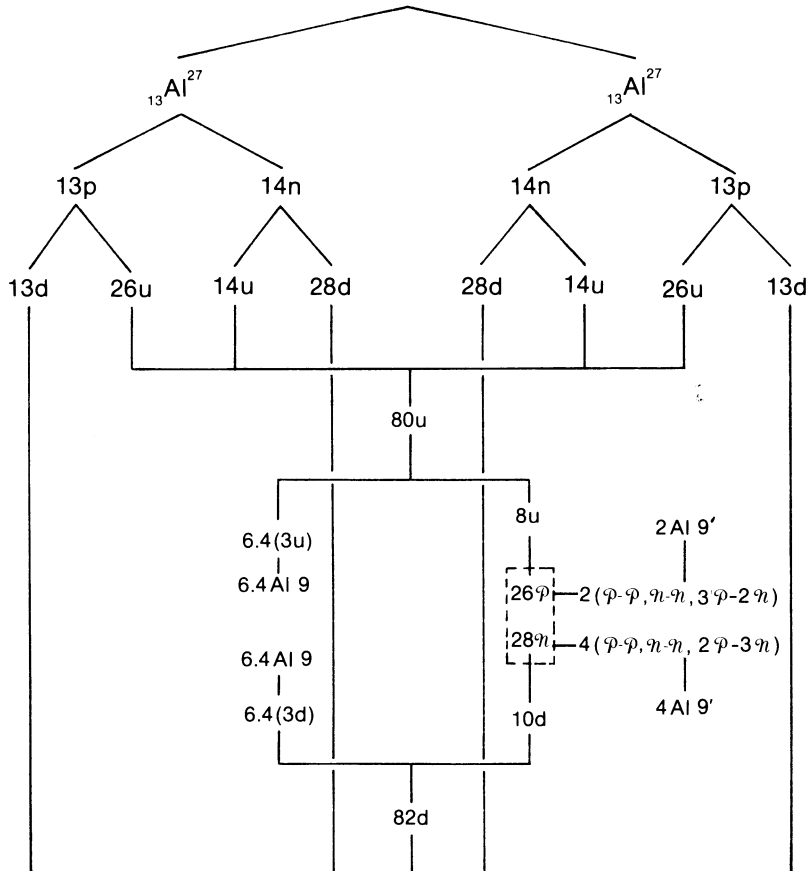 ₁₃Al²⁷ ₁₃Al²⁷
13p 14n 14n 13p
13d 26u 14u 28d 28d 14u 26u 13d
80u
8u
2 Al 9′
6.4 (3u)
6.4 Al 9
26𝒫 2 (𝒫-𝒫, 𝓃-𝓃, 3𝒫-2𝓃)
28𝓃 4 (𝒫-𝒫, 𝓃-𝓃, 2𝒫-3𝓃)
6.4 Al 9
6.4 (3d)
10d
4 Al 9′
82d